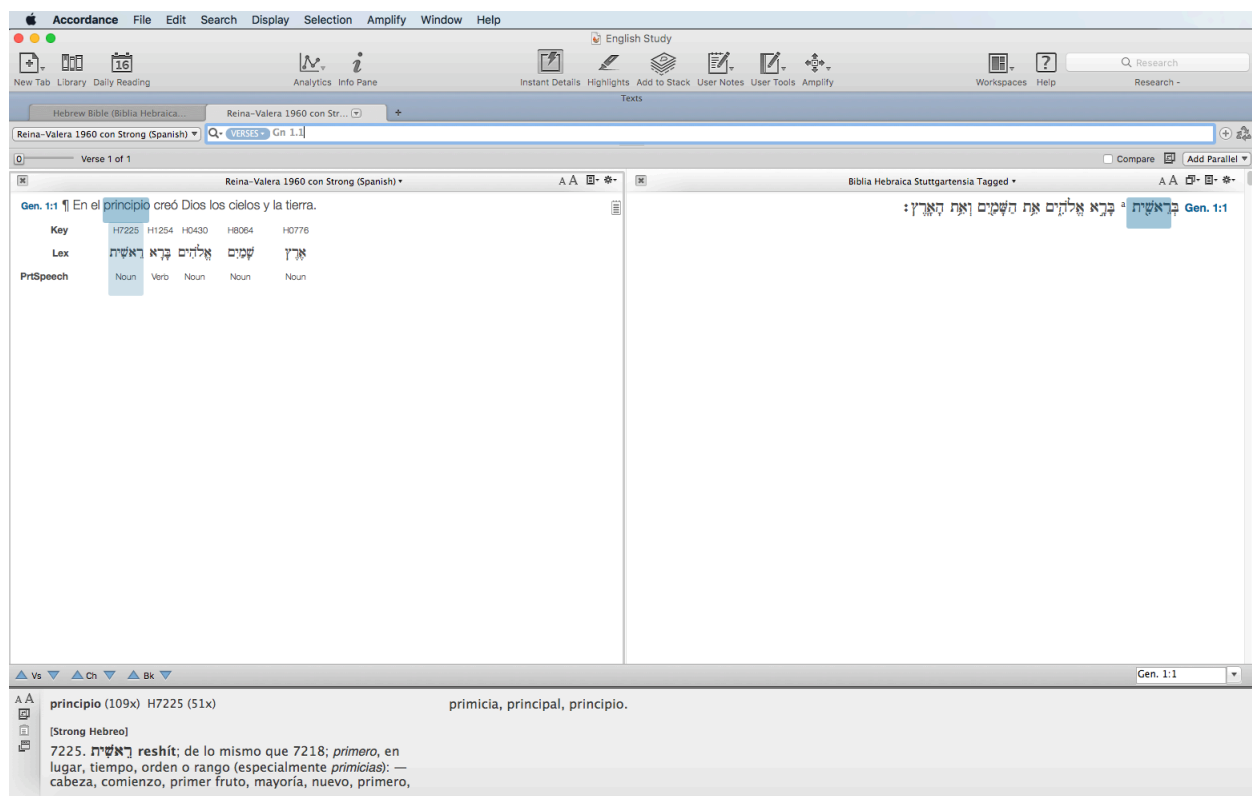 Accordance File Edit Search Display Selection Amplify Window Help
English Study
16
New Tab Library Daily Reading Analytics Info Pane Instant Details Highlights Add to Stack User Notes User Tools Amplify Workspaces Help Research -
Research
Texts
Hebrew Bible (Biblia Hebraica... Reina-Valera 1960 con Str... +
Reina-Valera 1960 con Strong (Spanish) VERSES Gn 1.1
0 Verse 1 of 1 Compare Add Parallel
Reina-Valera 1960 con Strong (Spanish) A A
Gen. 1:1 ¶ En el principio creó Dios los cielos y la tierra.
Key H7225 H1254 H0430 H8064 H0776
Lex רֵאשִׁית בָּרָא אֱלֹהִים שָׁמַיִם אֶרֶץ
PrtSpeech Noun Verb Noun Noun Noun
Biblia Hebraica Stuttgartensia Tagged A A
Gen. 1:1 בְּרֵאשִׁ֖ית a בָּרָ֣א אֱלֹהִ֑ים אֵ֥ת הַשָּׁמַ֖יִם וְאֵ֥ת הָאָֽרֶץ׃
Vs Ch Bk Gen. 1:1
A A
principio (109x) H7225 (51x)
[Strong Hebreo]
7225. רֵאשִׁית reshít; de lo mismo que 7218; primero, en
lugar, tiempo, orden o rango (especialmente primicias): —
cabeza, comienzo, primer fruto, mayoría, nuevo, primero,
primicia, principal, principio.